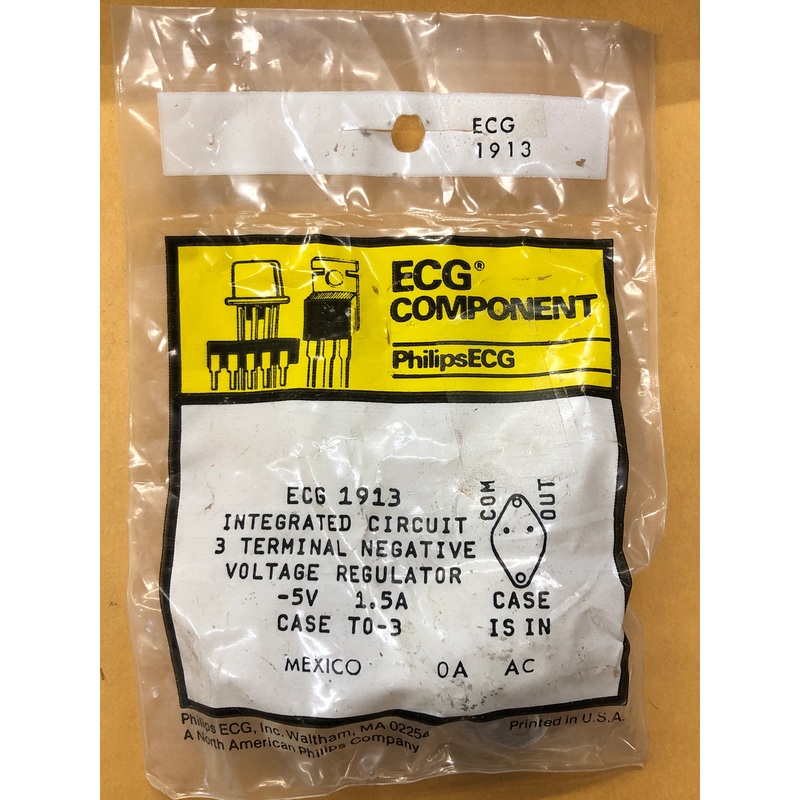 ECG
1913
ECG®
COMPONENT
PhilipsECG
ECG 1913
INTEGRATED CIRCUIT
3 TERMINAL NEGATIVE
VOLTAGE REGULATOR
-5V 1.5A
CASE TO-3
COM
OUT
CASE
IS IN
MEXICO 0A AC
Philips ECG, Inc. Waltham, MA 02254
A North American Philips Company
Printed in U.S.A.